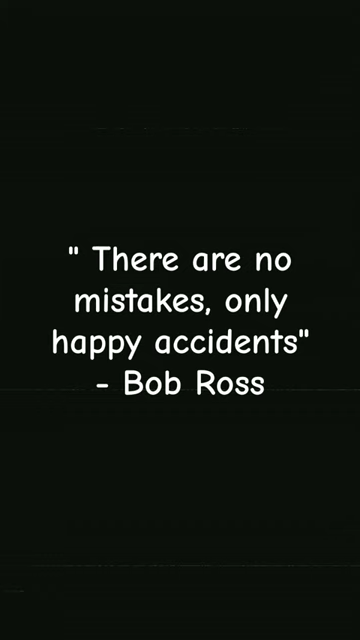 " There are no
mistakes, only
happy accidents"
- Bob Ross